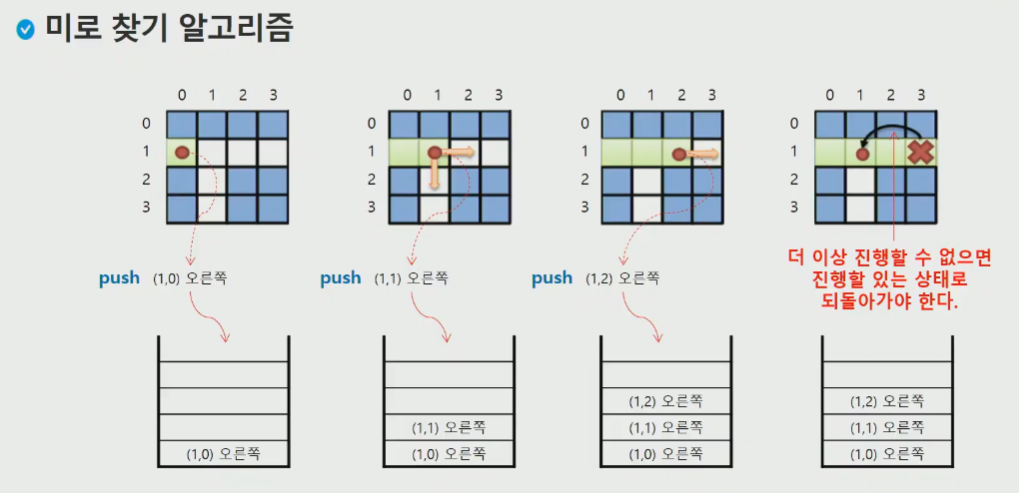 미로 찾기 알고리즘
0 1 2 3
0
1
2
3
push (1,0) 오른쪽
(1,0) 오른쪽
0 1 2 3
0
1
2
3
push (1,1) 오른쪽
(1,1) 오른쪽
(1,0) 오른쪽
0 1 2 3
0
1
2
3
push (1,2) 오른쪽
(1,2) 오른쪽
(1,1) 오른쪽
(1,0) 오른쪽
0 1 2 3
0
1
2
3
더 이상 진행할 수 없으면
진행할 있는 상태로
되돌아가야 한다.
(1,2) 오른쪽
(1,1) 오른쪽
(1,0) 오른쪽